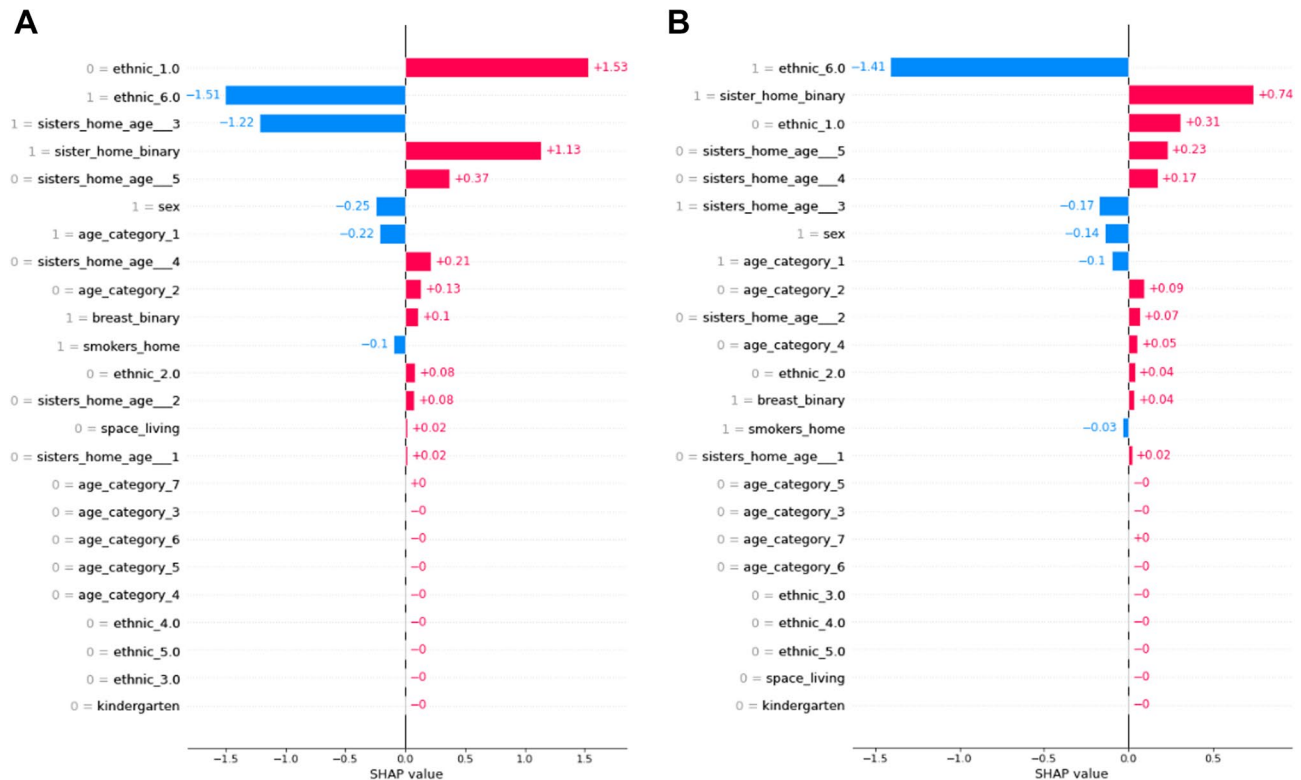 A
0 = ethnic_1.0 +1.53
1 = ethnic_6.0 −1.51
1 = sisters_home_age___3 −1.22
1 = sister_home_binary +1.13
0 = sisters_home_age___5 +0.37
1 = sex −0.25
1 = age_category_1 −0.22
0 = sisters_home_age___4 +0.21
0 = age_category_2 +0.13
1 = breast_binary +0.1
1 = smokers_home −0.1
0 = ethnic_2.0 +0.08
0 = sisters_home_age___2 +0.08
0 = space_living +0.02
0 = sisters_home_age___1 +0.02
0 = age_category_7 +0
0 = age_category_3 −0
0 = age_category_6 −0
0 = age_category_5 −0
0 = age_category_4 −0
0 = ethnic_4.0 −0
0 = ethnic_5.0 −0
0 = ethnic_3.0 −0
0 = kindergarten −0
−1.5 −1.0 −0.5 0.0 0.5 1.0 1.5
SHAP value
B
1 = ethnic_6.0 −1.41
1 = sister_home_binary +0.74
0 = ethnic_1.0 +0.31
0 = sisters_home_age___5 +0.23
0 = sisters_home_age___4 +0.17
1 = sisters_home_age___3 −0.17
1 = sex −0.14
1 = age_category_1 −0.1
0 = age_category_2 +0.09
0 = sisters_home_age___2 +0.07
0 = age_category_4 +0.05
0 = ethnic_2.0 +0.04
1 = breast_binary +0.04
1 = smokers_home −0.03
0 = sisters_home_age___1 +0.02
0 = age_category_5 −0
0 = age_category_3 −0
0 = age_category_7 +0
0 = age_category_6 −0
0 = ethnic_3.0 −0
0 = ethnic_4.0 −0
0 = ethnic_5.0 −0
0 = space_living −0
0 = kindergarten −0
−1.5 −1.0 −0.5 0.0 0.5
SHAP value